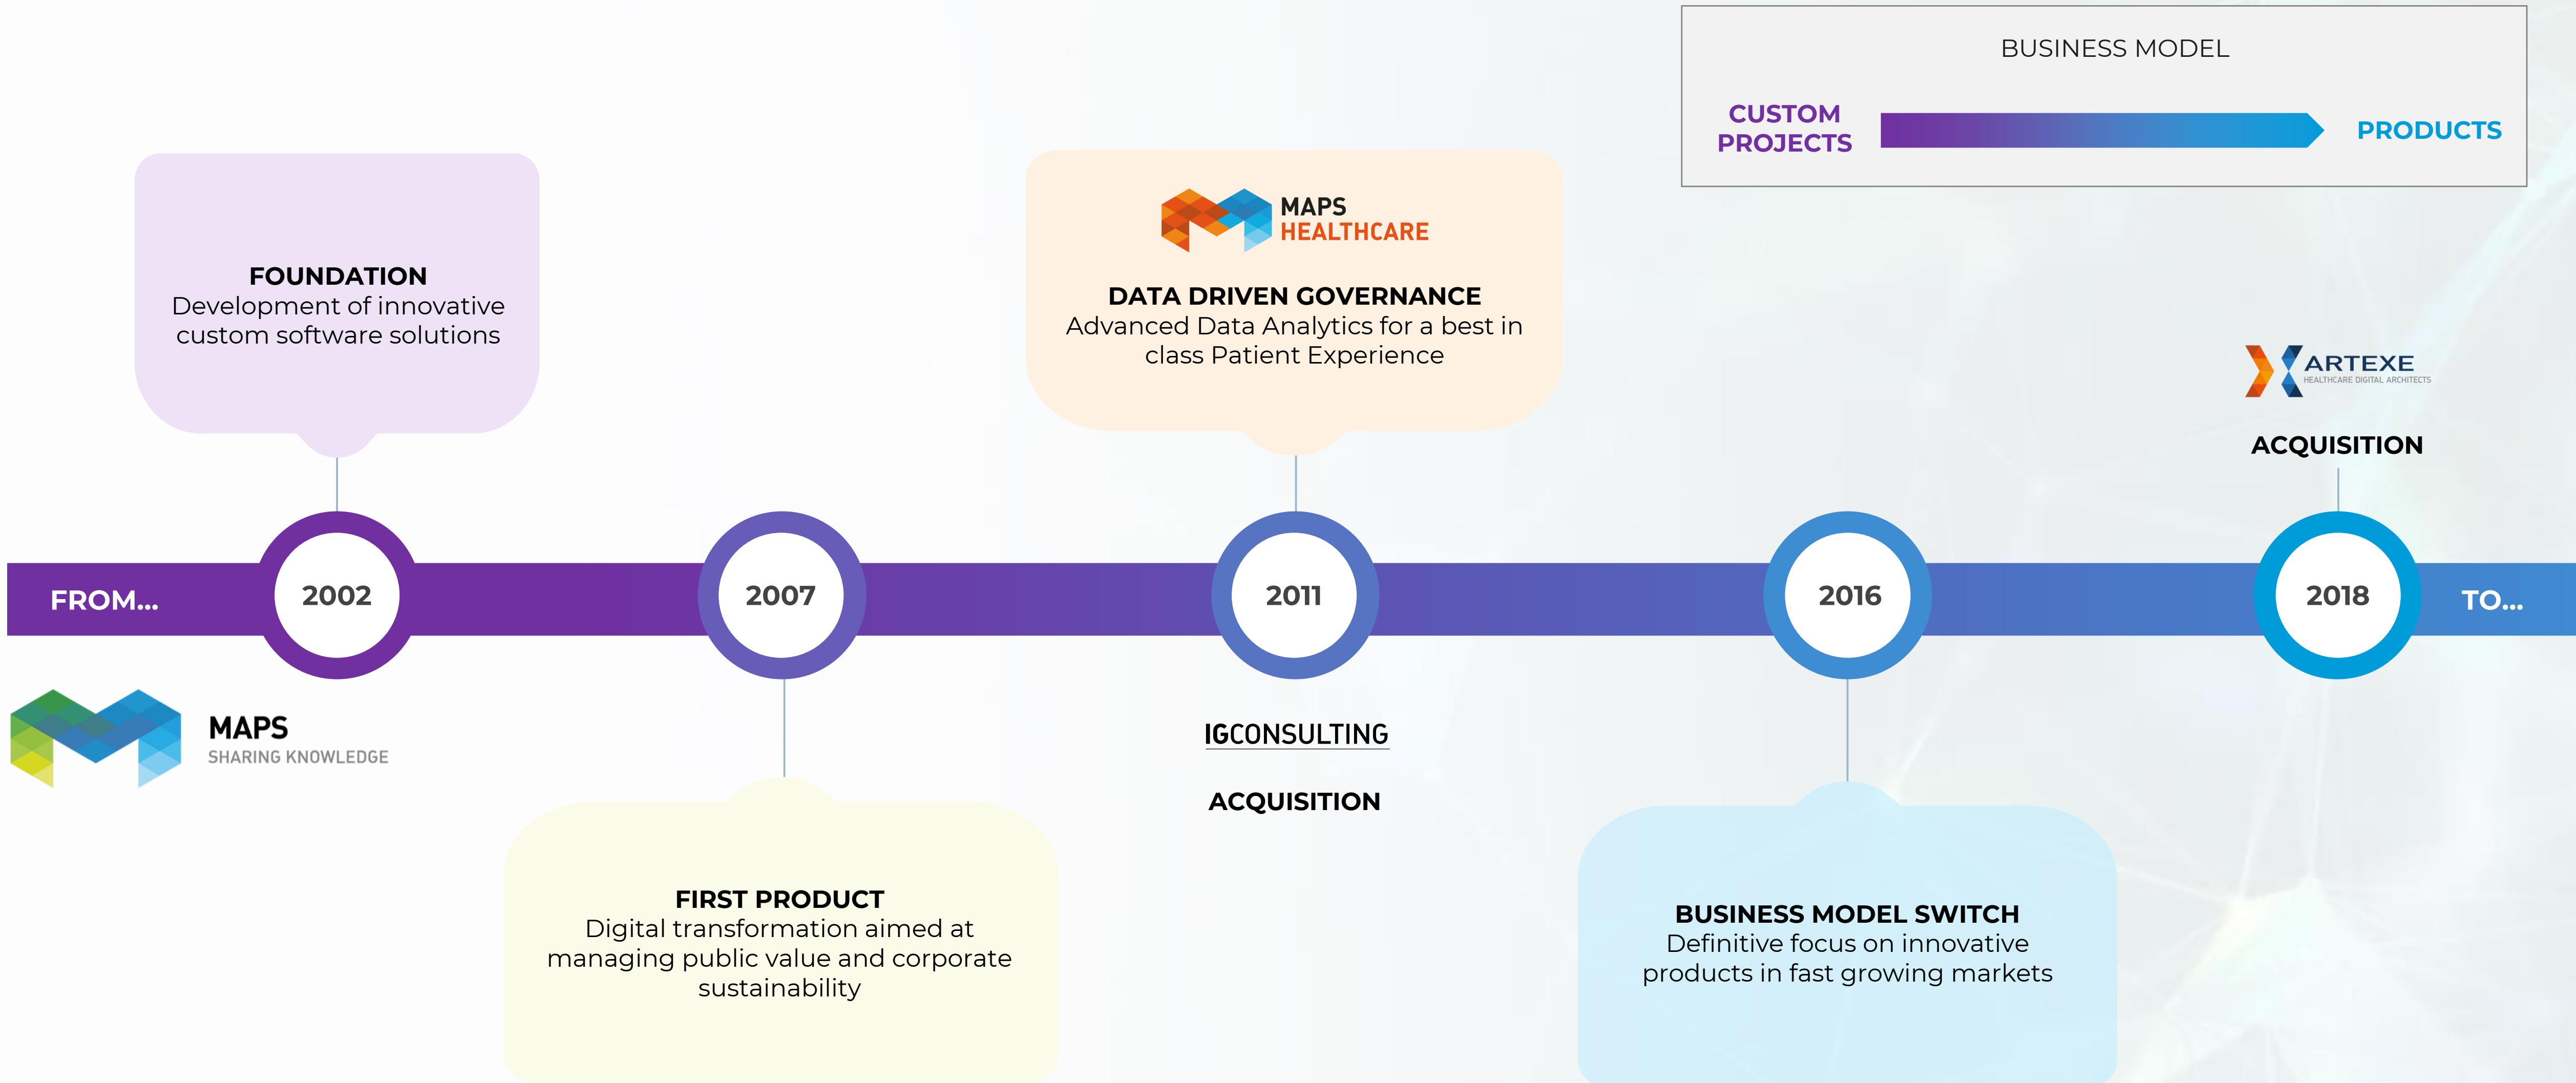 BUSINESS MODEL
CUSTOM
PROJECTS
PRODUCTS
FOUNDATION
Development of innovative
custom software solutions
MAPS
HEALTHCARE
DATA DRIVEN GOVERNANCE
Advanced Data Analytics for a best in
class Patient Experience
ARTEXE
HEALTHCARE DIGITAL ARCHITECTS
ACQUISITION
FROM...
2002
2007
2011
2016
2018
TO...
MAPS
SHARING KNOWLEDGE
IGCONSULTING
ACQUISITION
FIRST PRODUCT
Digital transformation aimed at
managing public value and corporate
sustainability
BUSINESS MODEL SWITCH
Definitive focus on innovative
products in fast growing markets